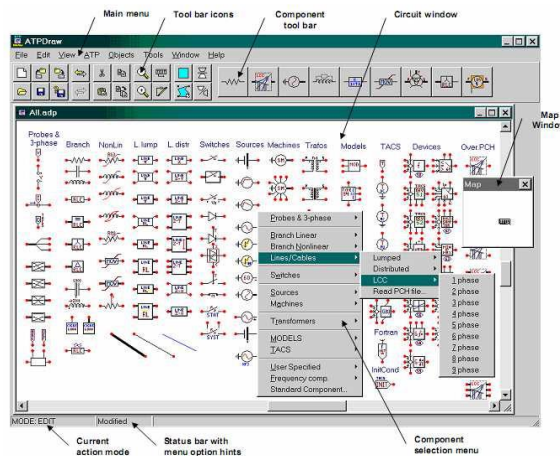 Main menu
Tool bar icons
Component
tool bar
Circuit window
ATPDraw
File Edit View ATP Objects Tools Window Help
All.adp
Map
Window
Probes &
3-phase
Branch NonLin L lump L distr Switches Sources Machines Trafos Models TACS Devices Over.PCH
Map
Probes & 3-phase
Branch Linear
Branch Nonlinear
Lines/Cables
Switches
Sources
Machines
Transformers
MODELS
TACS
User Specified
Frequency comp.
Standard Component...
Lumped
Distributed
LCC
Read PCH file...
1 phase
2 phase
3 phase
4 phase
5 phase
6 phase
7 phase
8 phase
9 phase
Fortran
InitCond
STAT
SYST
MODE: EDIT
Modified
Current
action mode
Status bar with
menu option hints
Component
selection menu